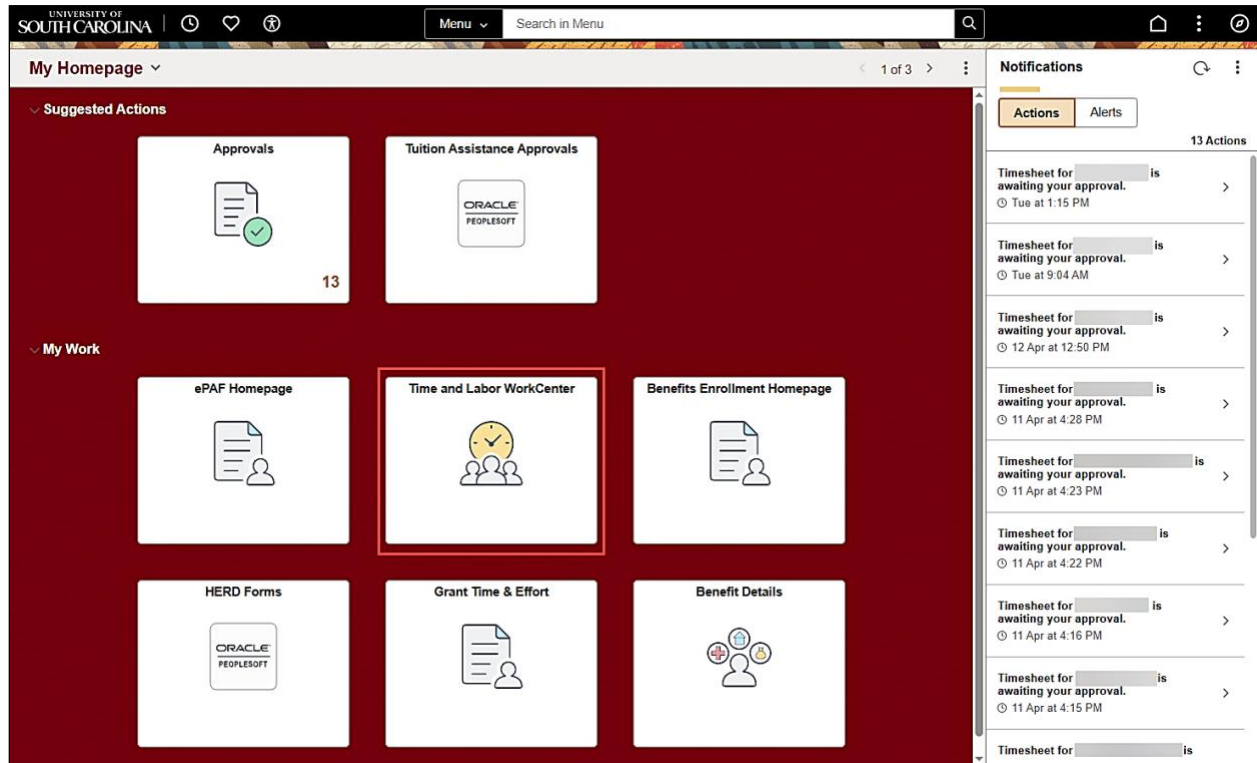 UNIVERSITY OF
SOUTH CAROLINA
Menu
Search in Menu
My Homepage
1 of 3
Suggested Actions
Approvals
13
Tuition Assistance Approvals
ORACLE
PEOPLESOFT
My Work
ePAF Homepage
Time and Labor WorkCenter
Benefits Enrollment Homepage
HERD Forms
ORACLE
PEOPLESOFT
Grant Time & Effort
Benefit Details
Notifications
Actions
Alerts
13 Actions
Timesheet for is
awaiting your approval.
Tue at 1:15 PM
Timesheet for is
awaiting your approval.
Tue at 9:04 AM
Timesheet for is
awaiting your approval.
12 Apr at 12:50 PM
Timesheet for is
awaiting your approval.
11 Apr at 4:28 PM
Timesheet for is
awaiting your approval.
11 Apr at 4:23 PM
Timesheet for is
awaiting your approval.
11 Apr at 4:22 PM
Timesheet for is
awaiting your approval.
11 Apr at 4:16 PM
Timesheet for is
awaiting your approval.
11 Apr at 4:15 PM
Timesheet for is